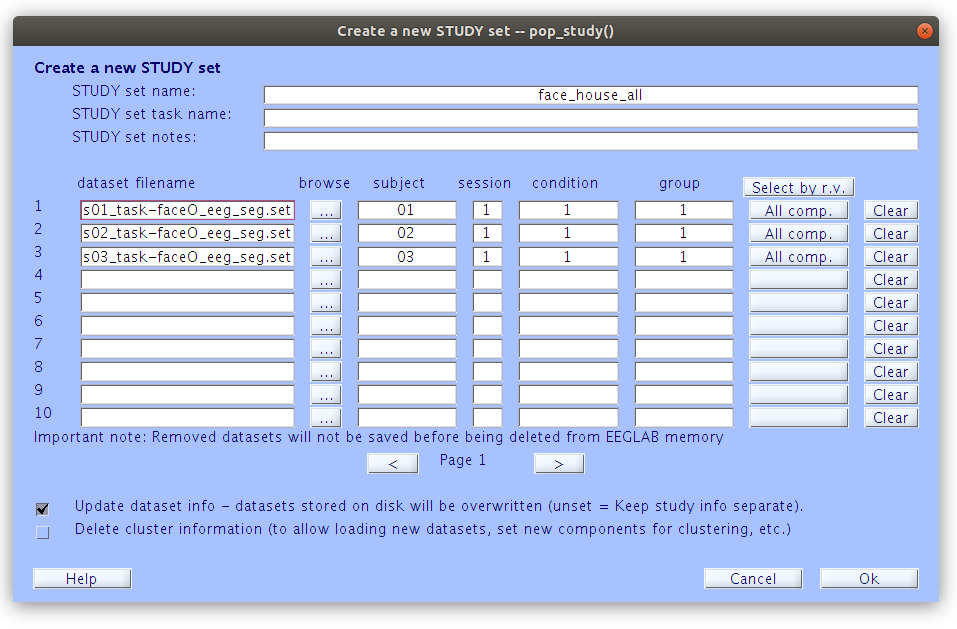 Create a new STUDY set -- pop_study()
Create a new STUDY set
STUDY set name: face_house_all
STUDY set task name:
STUDY set notes:
dataset filename browse subject session condition group Select by r.v.
1 s01_task-faceO_eeg_seg.set ... 01 1 1 1 All comp. Clear
2 s02_task-faceO_eeg_seg.set ... 02 1 1 1 All comp. Clear
3 s03_task-faceO_eeg_seg.set ... 03 1 1 1 All comp. Clear
4 ... Clear
5 ... Clear
6 ... Clear
7 ... Clear
8 ... Clear
9 ... Clear
10 ... Clear
Important note: Removed datasets will not be saved before being deleted from EEGLAB memory
< Page 1 >
Update dataset info - datasets stored on disk will be overwritten (unset = Keep study info separate).
Delete cluster information (to allow loading new datasets, set new components for clustering, etc.)
Help Cancel Ok